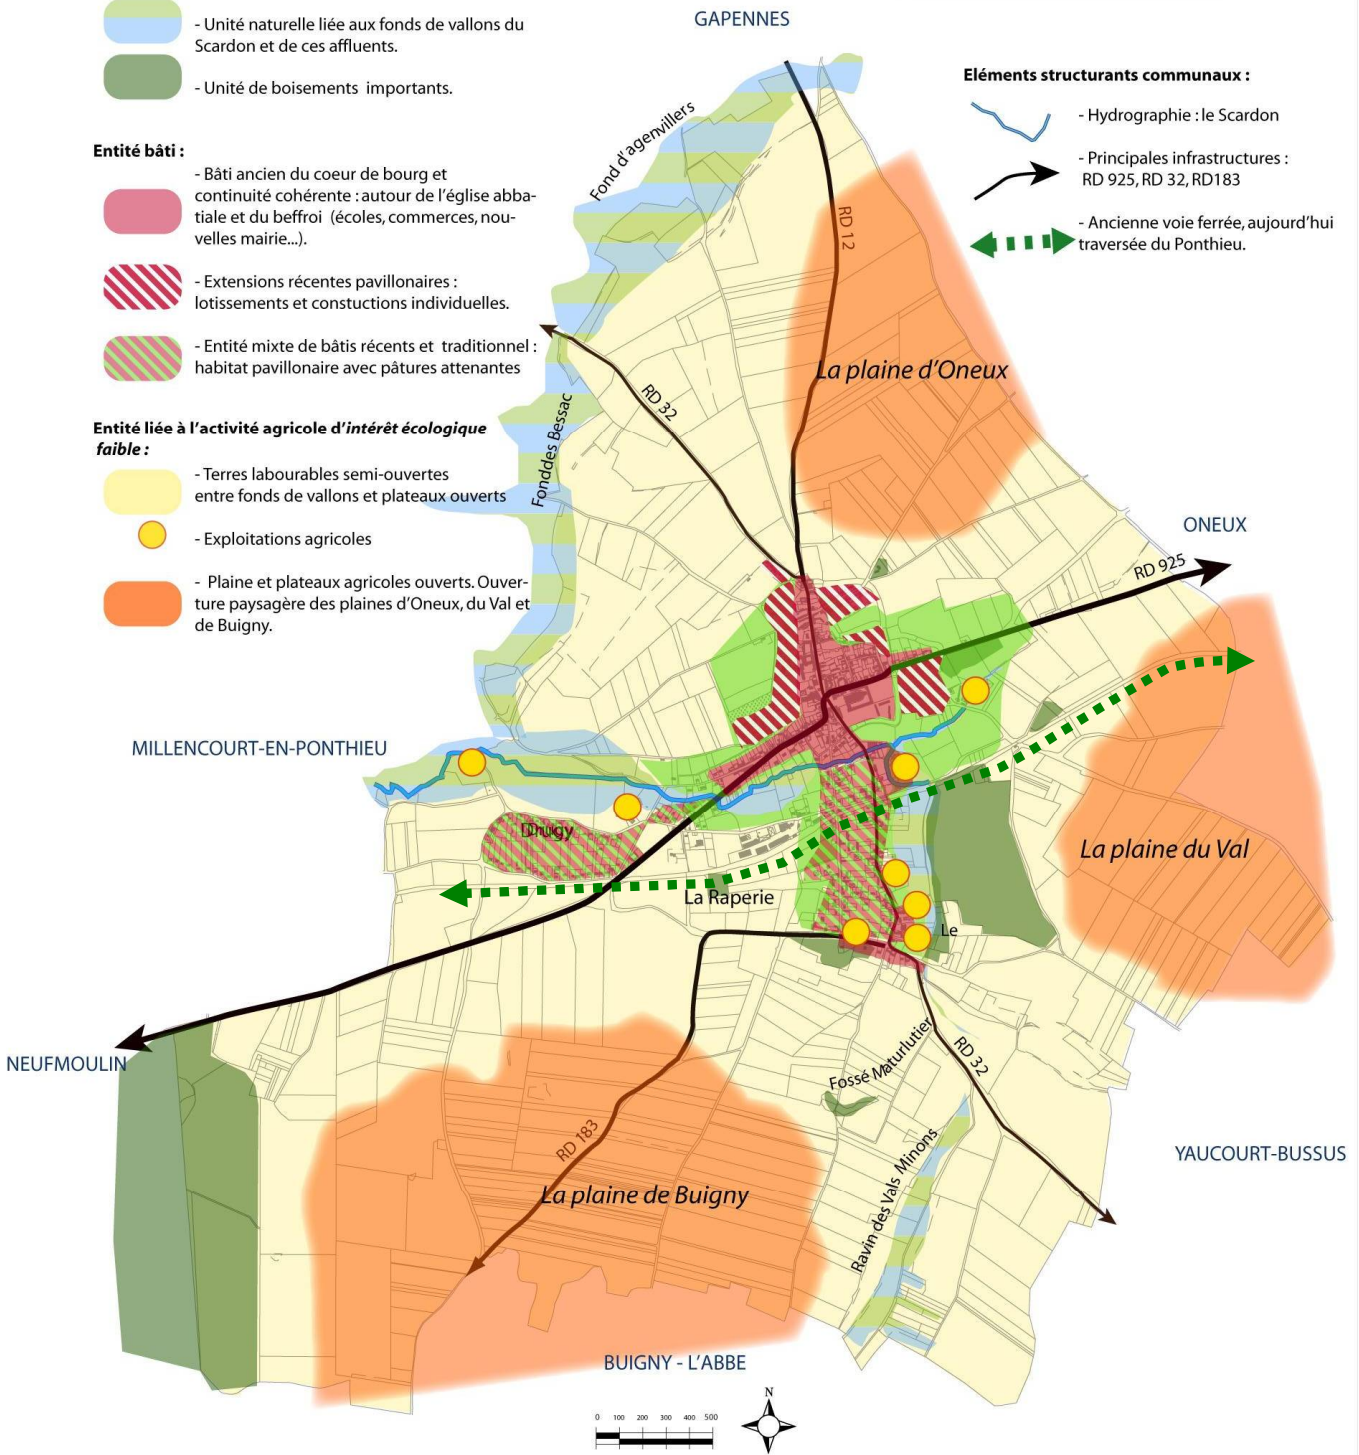 GAPENNES
- Unité naturelle liée aux fonds de vallons du
Scardon et de ces affluents.
- Unité de boisements importants.
Entité bâti :
- Bâti ancien du coeur de bourg et
continuité cohérente : autour de l'église abba-
tiale et du beffroi (écoles, commerces, nou-
velles mairie...).
- Extensions récentes pavillonaires :
lotissements et constuctions individuelles.
- Entité mixte de bâtis récents et traditionnel :
habitat pavillonaire avec pâtures attenantes
Entité liée à l'activité agricole d'intérêt écologique
faible :
- Terres labourables semi-ouvertes
entre fonds de vallons et plateaux ouverts
- Exploitations agricoles
- Plaine et plateaux agricoles ouverts. Ouver-
ture paysagère des plaines d'Oneux, du Val et
de Buigny.
Eléments structurants communaux :
- Hydrographie : le Scardon
- Principales infrastructures :
RD 925, RD 32, RD183
- Ancienne voie ferrée, aujourd'hui
traversée du Ponthieu.
Fond d'agenvillers
RD 12
La plaine d'Oneux
RD 32
Fonddes Bessac
ONEUX
RD 925
MILLENCOURT-EN-PONTHIEU
Drugy
La plaine du Val
La Raperie
Le
NEUFMOULIN
Fossé Maturlutier
RD 32
RD 183
Ravin des Vals Minons
YAUCOURT-BUSSUS
La plaine de Buigny
BUIGNY - L'ABBE
N
0 100 200 300 400 500